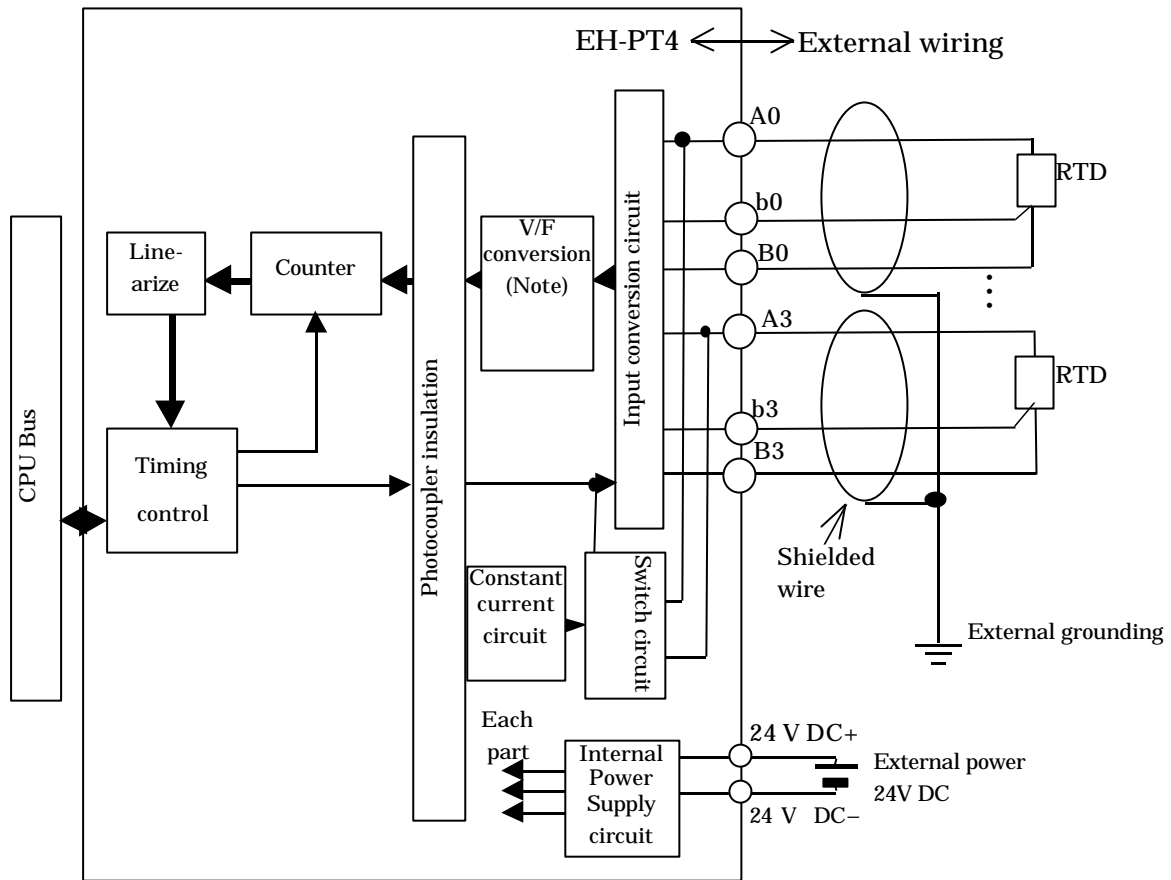 EH-PT4
External wiring
A0
RTD
b0
B0
A3
RTD
b3
B3
CPU Bus
Line-
arize
Counter
V/F
conversion
(Note)
Input conversion circuit
Photocoupler insulation
Timing
control
Constant
current
circuit
Switch circuit
Shielded
wire
External grounding
Each
part
Internal
Power
Supply
circuit
24 V DC+
24 V DC−
External power
24V DC